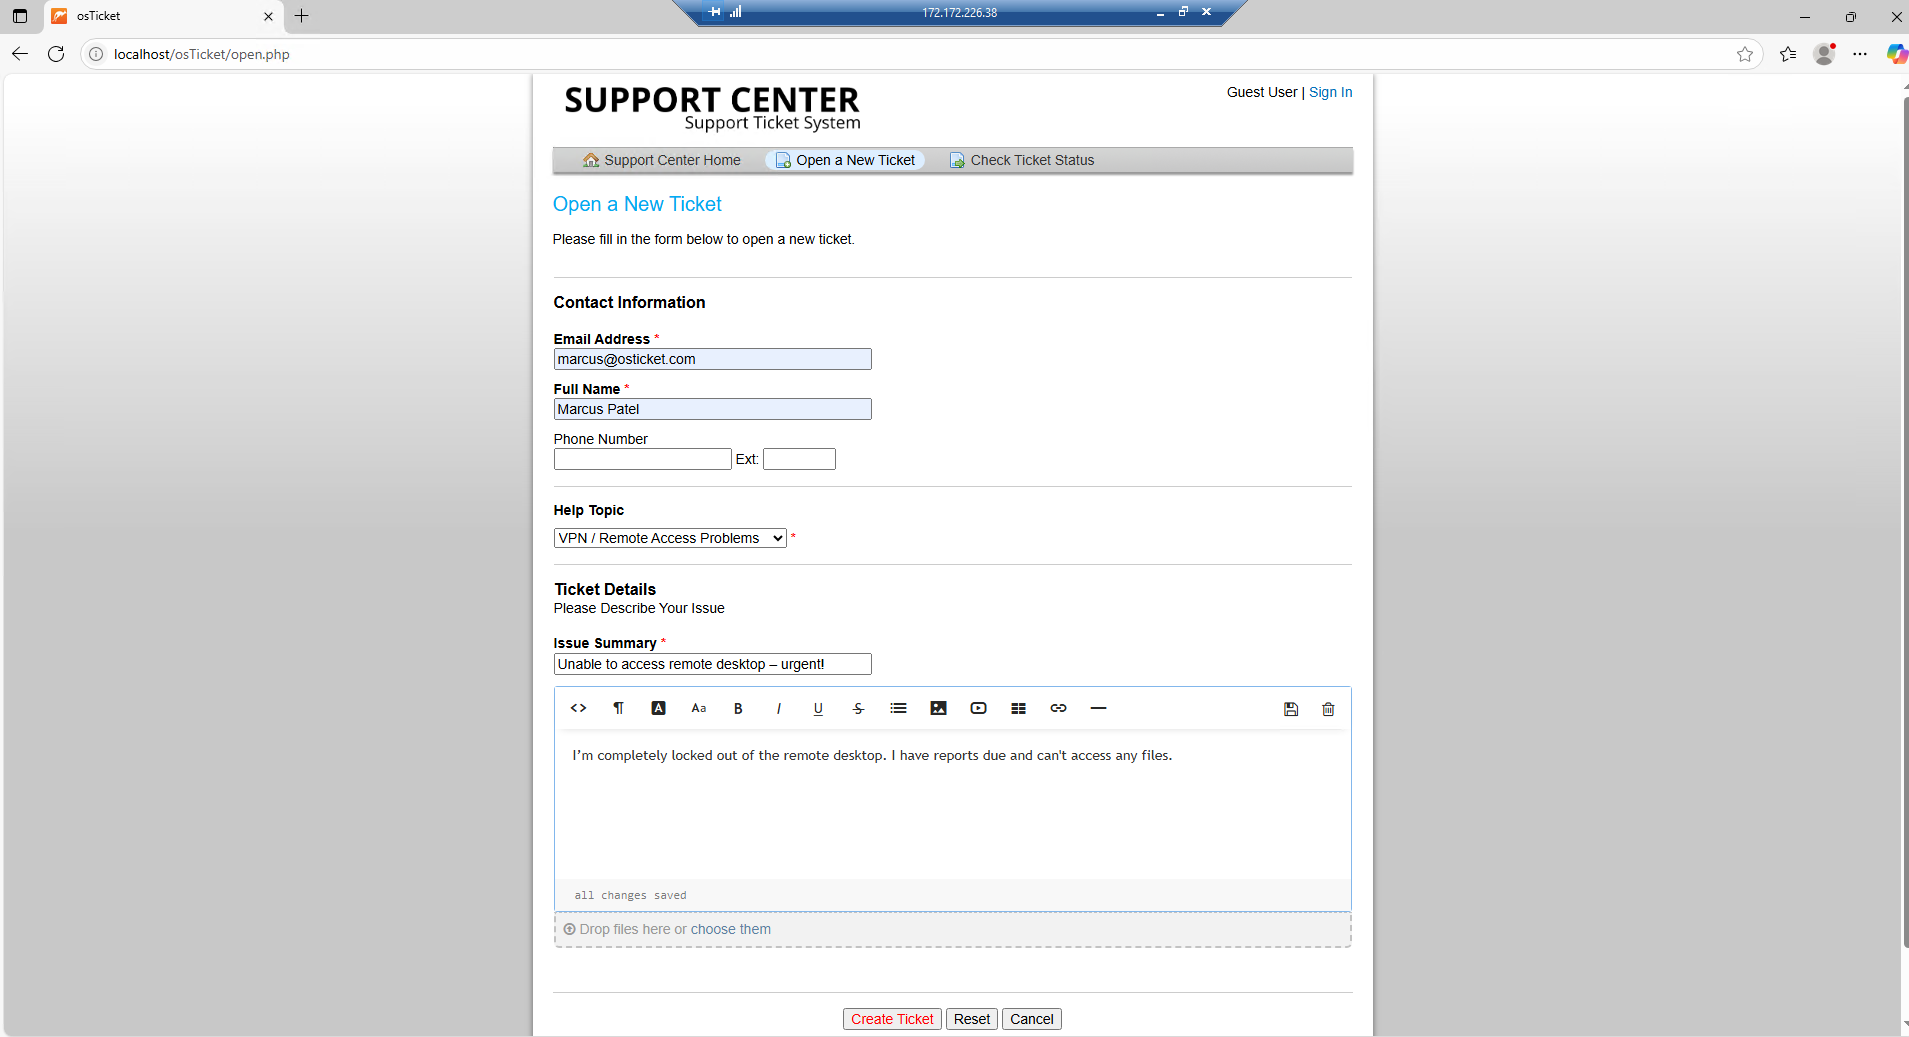 osTicket
172.172.226.38
localhost/osTicket/open.php
SUPPORT CENTER
Support Ticket System
Guest User | Sign In
Support Center Home
Open a New Ticket
Check Ticket Status
Open a New Ticket
Please fill in the form below to open a new ticket.
Contact Information
Email Address *
marcus@osticket.com
Full Name *
Marcus Patel
Phone Number
Ext:
Help Topic
VPN / Remote Access Problems *
Ticket Details
Please Describe Your Issue
Issue Summary *
Unable to access remote desktop – urgent!
<> ¶ A Aa B I U S
I’m completely locked out of the remote desktop. I have reports due and can't access any files.
all changes saved
Drop files here or choose them
Create Ticket Reset Cancel